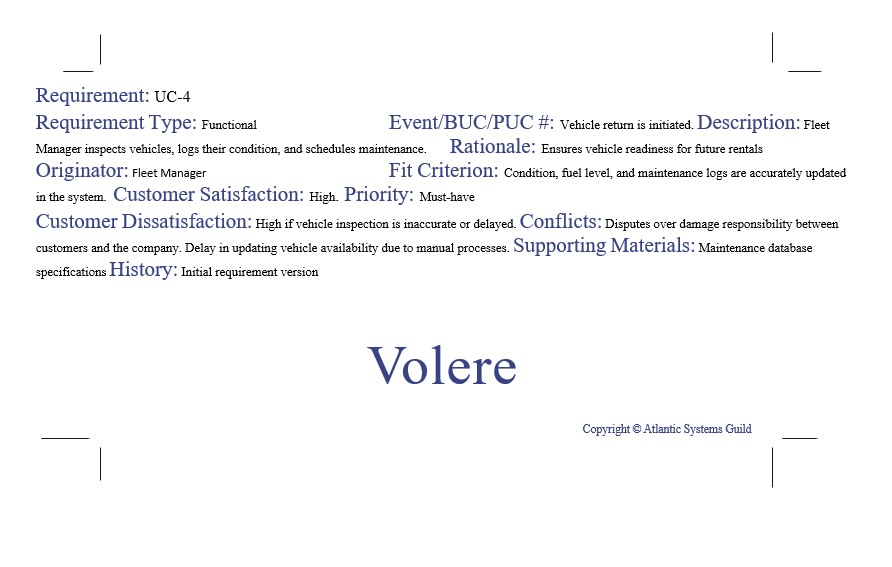 Requirement: UC-4
Requirement Type: Functional Event/BUC/PUC #: Vehicle return is initiated. Description: Fleet
Manager inspects vehicles, logs their condition, and schedules maintenance. Rationale: Ensures vehicle readiness for future rentals
Originator: Fleet Manager Fit Criterion: Condition, fuel level, and maintenance logs are accurately updated
in the system. Customer Satisfaction: High. Priority: Must-have
Customer Dissatisfaction: High if vehicle inspection is inaccurate or delayed. Conflicts: Disputes over damage responsibility between
customers and the company. Delay in updating vehicle availability due to manual processes. Supporting Materials: Maintenance database
specifications History: Initial requirement version
Volere
Copyright © Atlantic Systems Guild